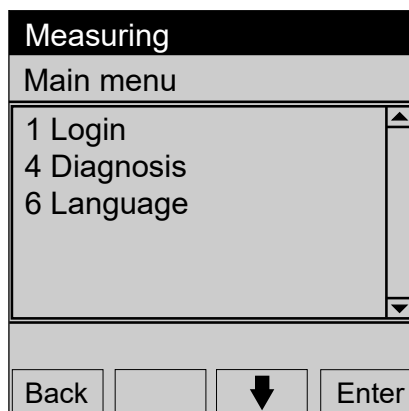 Measuring
Main menu
1 Login
4 Diagnosis
6 Language
Back Enter